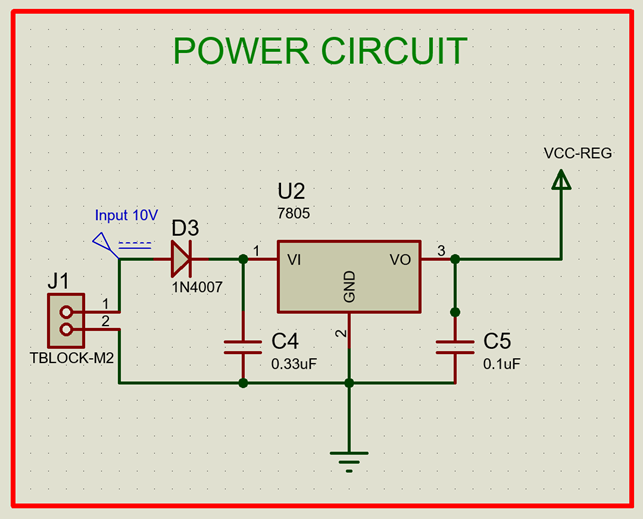 POWER CIRCUIT
VCC-REG
U2
7805
Input 10V
D3
1N4007
1
VI
VO
3
GND
2
J1
1
2
TBLOCK-M2
C4
0.33uF
C5
0.1uF